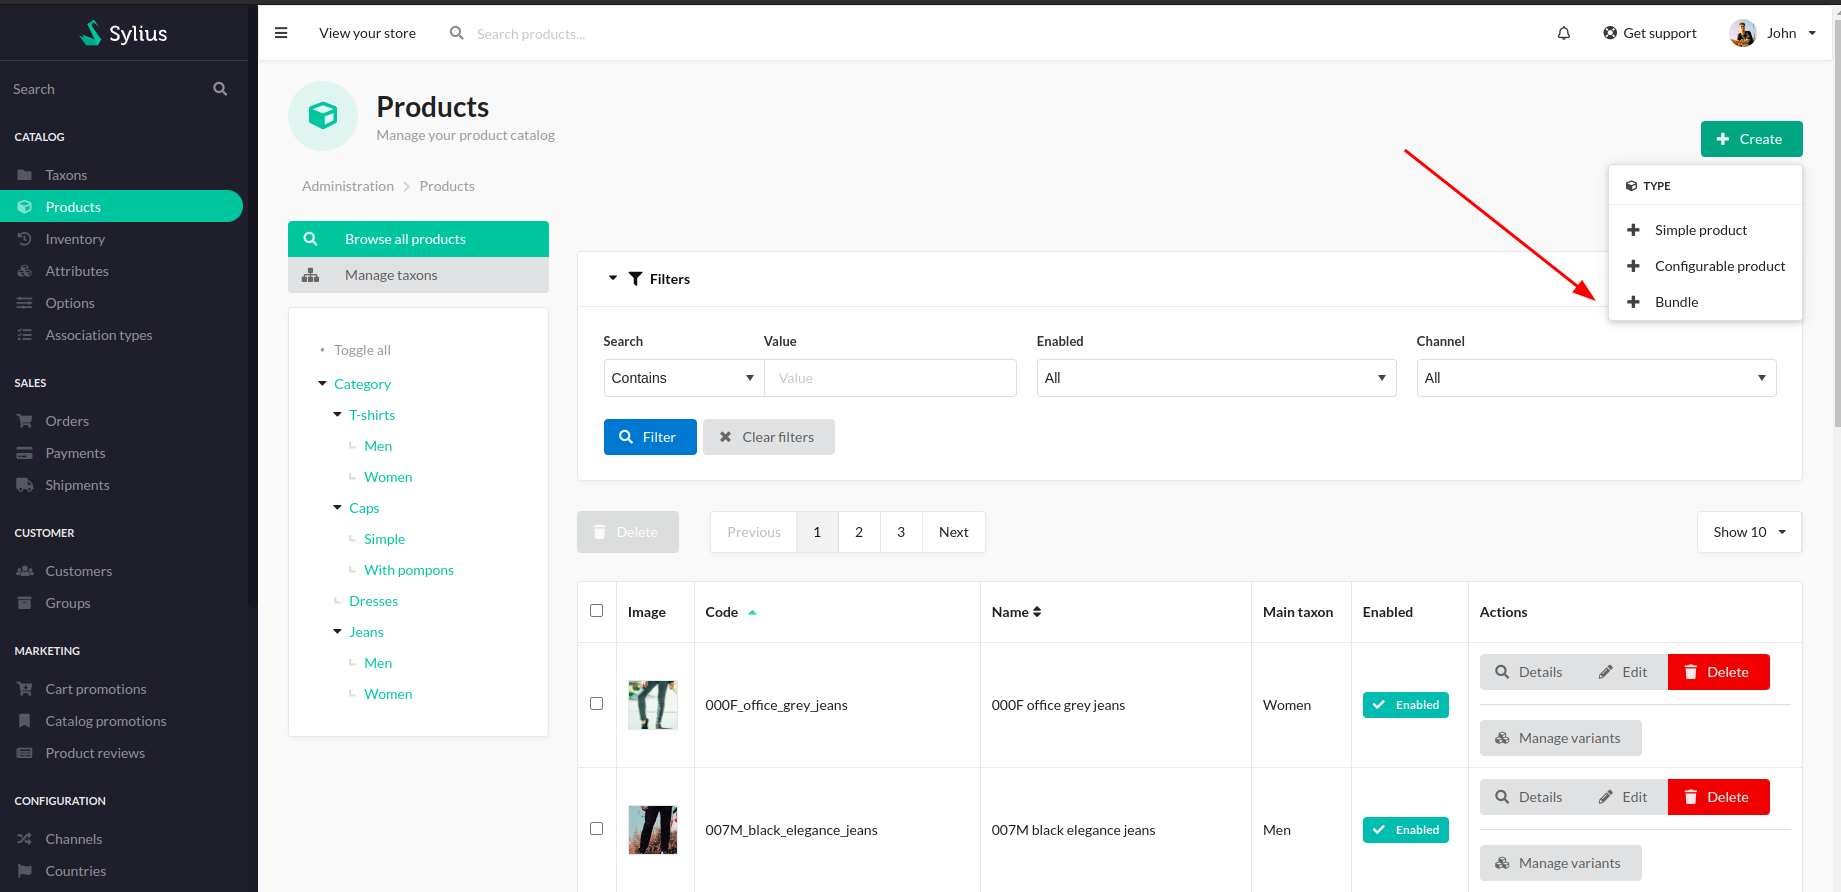 Sylius
Search
CATALOG
Taxons
Products
Inventory
Attributes
Options
Association types
SALES
Orders
Payments
Shipments
CUSTOMER
Customers
Groups
MARKETING
Cart promotions
Catalog promotions
Product reviews
CONFIGURATION
Channels
Countries
View your store
Search products...
Get support
John
Products
Manage your product catalog
Create
Administration
Products
TYPE
Simple product
Configurable product
Bundle
Browse all products
Manage taxons
Toggle all
Category
T-shirts
Men
Women
Caps
Simple
With pompons
Dresses
Jeans
Men
Women
Filters
Search Value Enabled Channel
Contains Value All All
Filter Clear filters
Delete Previous 1 2 3 Next Show 10
Image Code Name Main taxon Enabled Actions
000F_office_grey_jeans 000F office grey jeans Women Enabled Details Edit Delete
Manage variants
007M_black_elegance_jeans 007M black elegance jeans Men Enabled Details Edit Delete
Manage variants